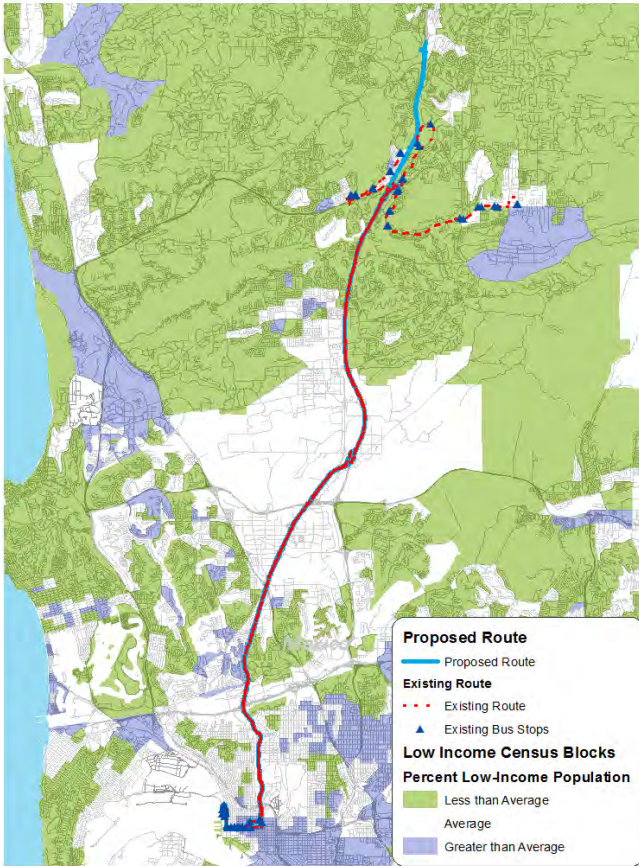 Proposed Route
Proposed Route
Existing Route
Existing Route
Existing Bus Stops
Low Income Census Blocks
Percent Low-Income Population
Less than Average
Average
Greater than Average